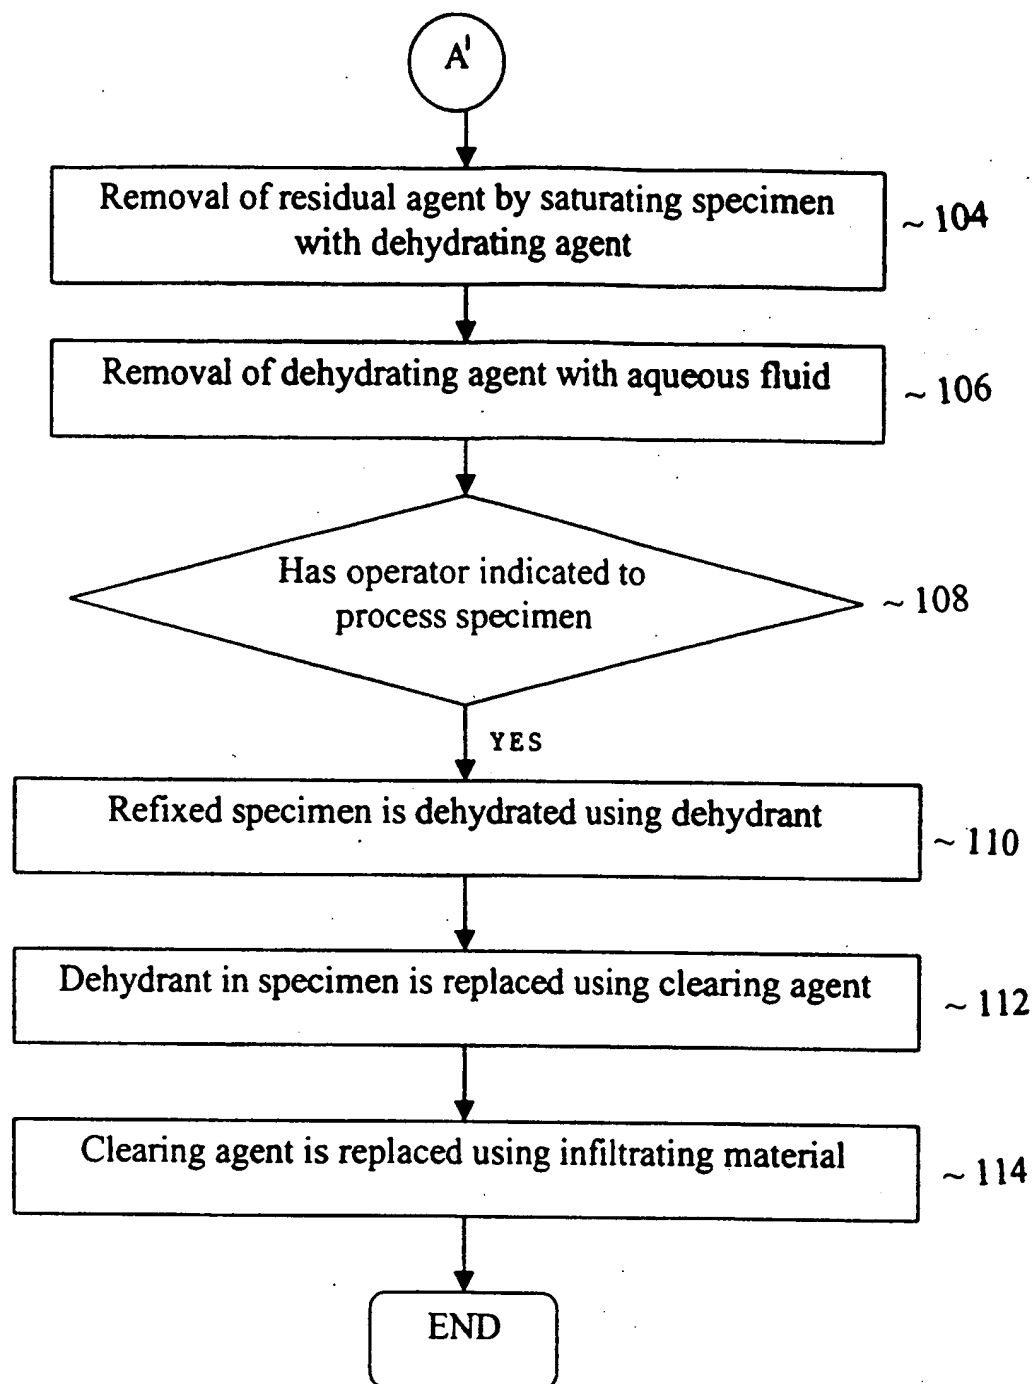 A'
Removal of residual agent by saturating specimen
with dehydrating agent
~ 104
Removal of dehydrating agent with aqueous fluid
~ 106
Has operator indicated to
process specimen
~ 108
YES
Refixed specimen is dehydrated using dehydrant
~ 110
Dehydrant in specimen is replaced using clearing agent
~ 112
Clearing agent is replaced using infiltrating material
~ 114
END